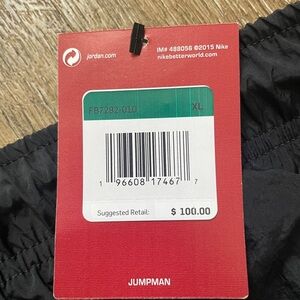 jordan.com
IM# 488056 ©2015 Nike
nikebetterworld.com
FB7292-010 XL
1 96608 17467 7
Suggested Retail: $ 100.00
JUMPMAN